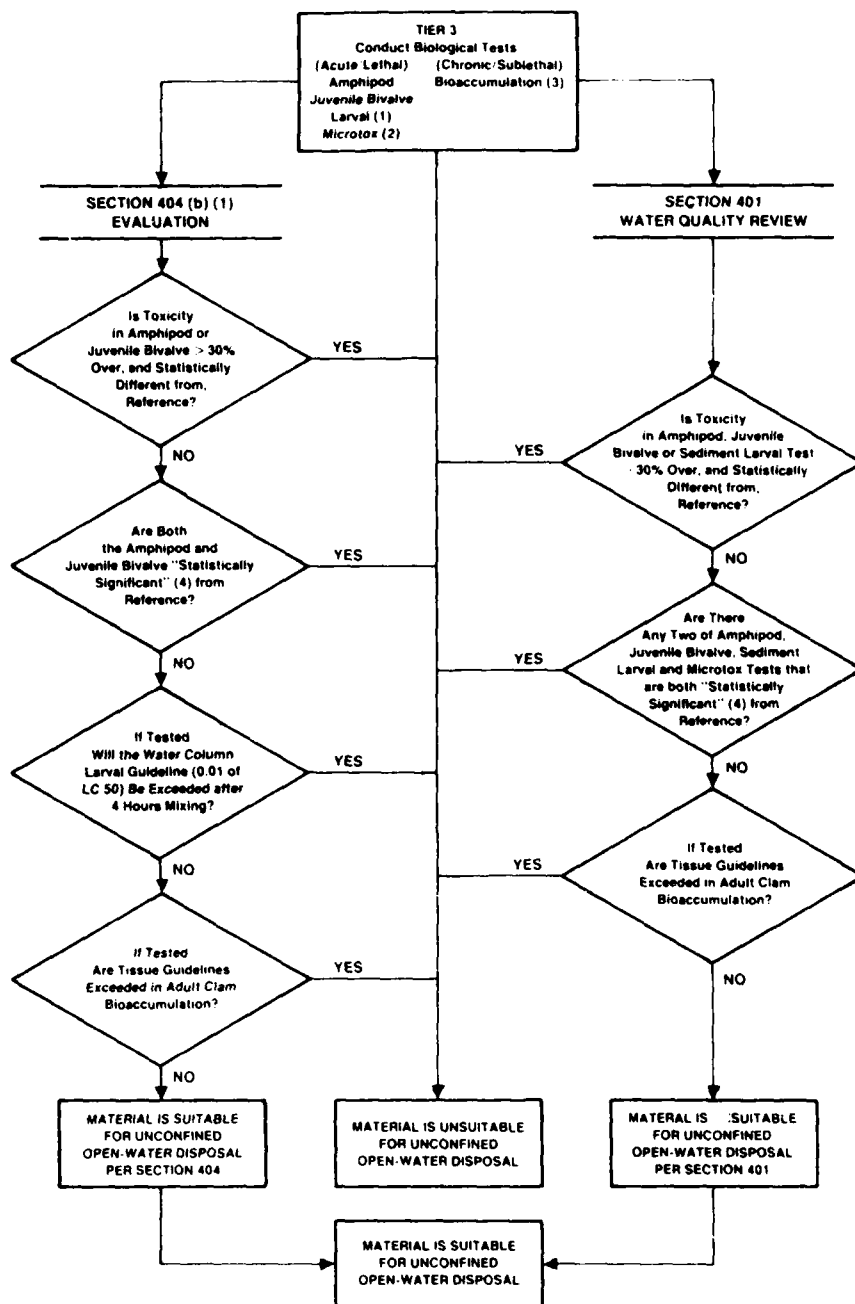 TIER 3
Conduct Biological Tests
(Acute/Lethal) (Chronic/Sublethal)
Amphipod Bioaccumulation (3)
Juvenile Bivalve
Larval (1)
Microtox (2)
SECTION 404 (b) (1)
EVALUATION
SECTION 401
WATER QUALITY REVIEW
Is Toxicity
in Amphipod or
Juvenile Bivalve > 30%
Over, and Statistically
Different from,
Reference?
YES
NO
Is Toxicity
in Amphipod, Juvenile
Bivalve or Sediment Larval Test
30% Over, and Statistically
Different from,
Reference?
YES
NO
Are Both
the Amphipod and
Juvenile Bivalve "Statistically
Significant" (4) from
Reference?
YES
NO
Are There
Any Two of Amphipod,
Juvenile Bivalve, Sediment
Larval and Microtox Tests that
are both "Statistically
Significant" (4) from
Reference?
YES
NO
If Tested
Will the Water Column
Larval Guideline (0.01 of
LC 50) Be Exceeded after
4 Hours Mixing?
YES
NO
If Tested
Are Tissue Guidelines
Exceeded in Adult Clam
Bioaccumulation?
YES
NO
If Tested
Are Tissue Guidelines
Exceeded in Adult Clam
Bioaccumulation?
YES
NO
MATERIAL IS SUITABLE
FOR UNCONFINED
OPEN-WATER DISPOSAL
PER SECTION 404
MATERIAL IS UNSUITABLE
FOR UNCONFINED
OPEN-WATER DISPOSAL
MATERAL IS SUITABLE
FOR UNCONFINED
OPEN-WATER DISPOSAL
PER SECTION 401
MATERIAL IS SUITABLE
FOR UNCONFINED
OPEN-WATER DISPOSAL